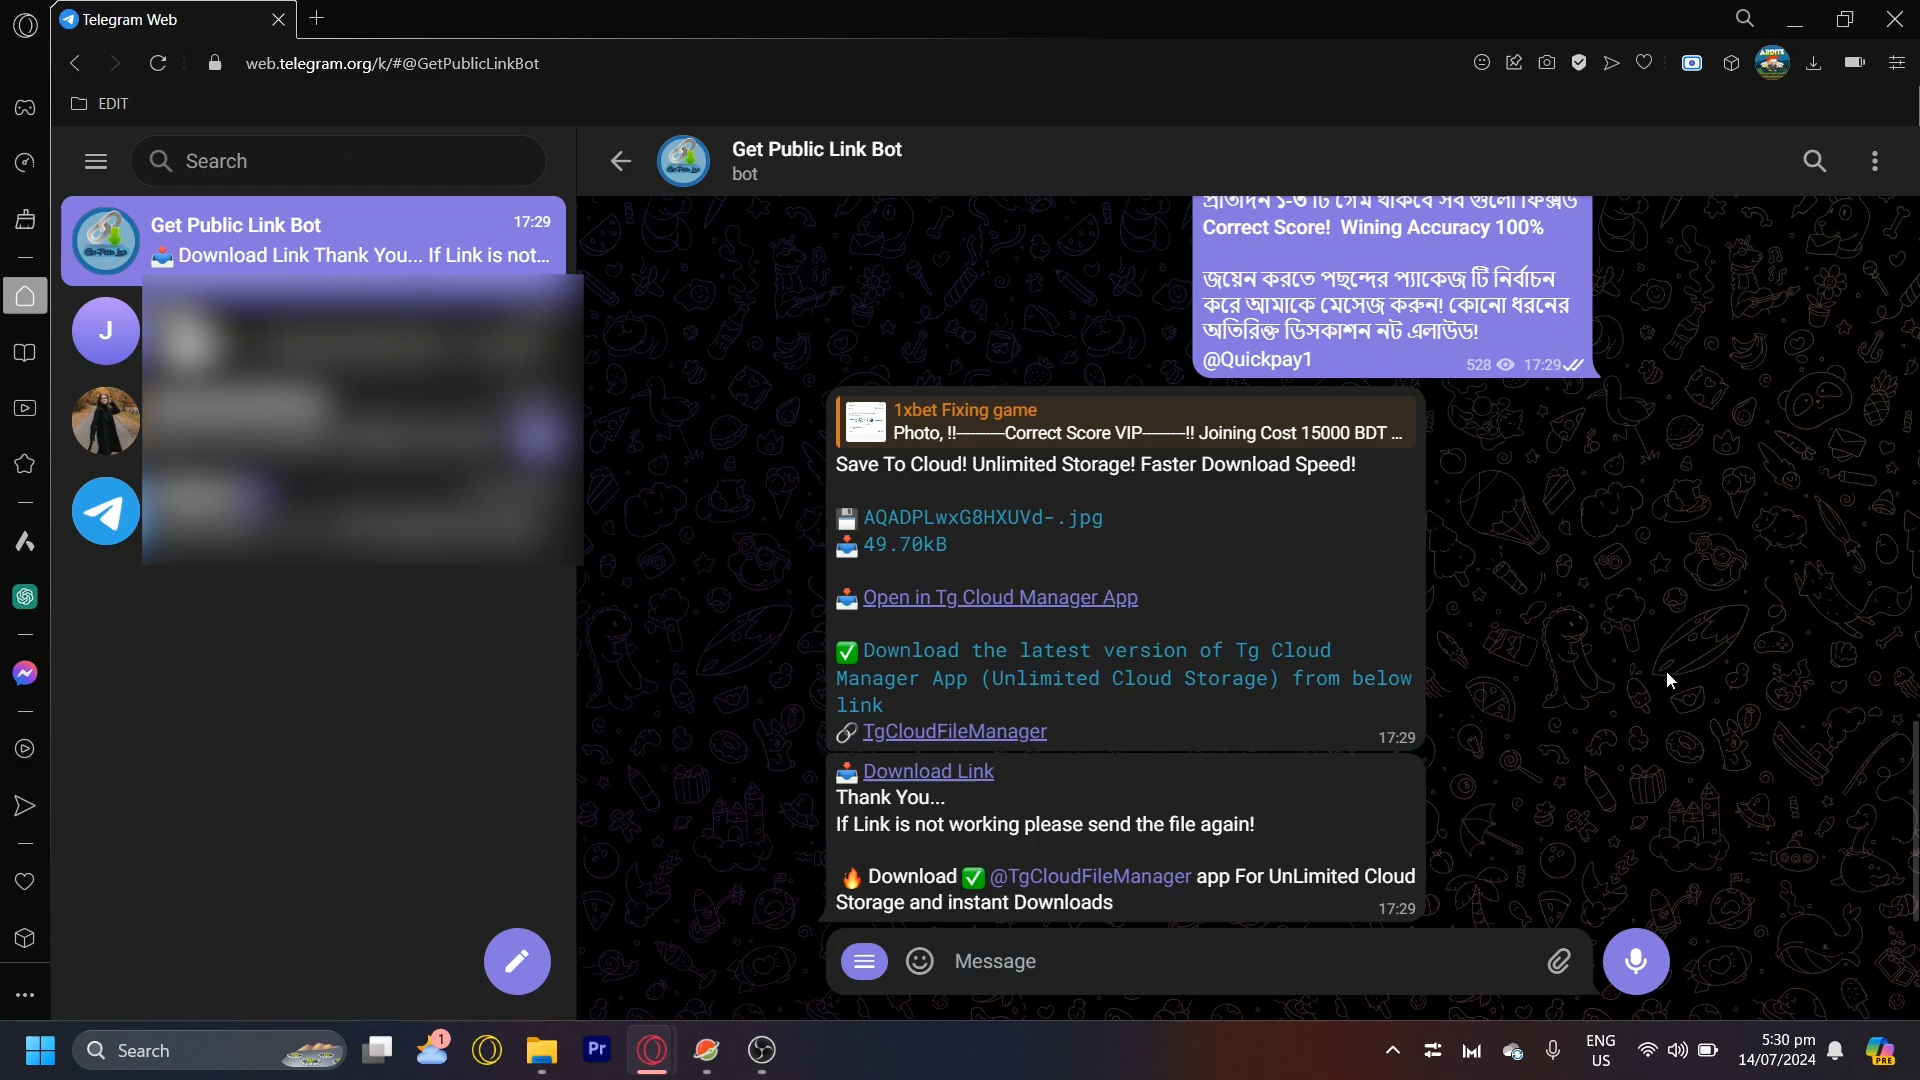 Telegram Web
web.telegram.org/k/#@GetPublicLinkBot
EDIT
Search
Get Public Link Bot
17:29
Download Link Thank You... If Link is not...
J
Get Public Link Bot
bot
প্রতিদিন ১-৩ টি গেম থাকবে সব গুলো ফিক্সড
Correct Score! Wining Accuracy 100%
জয়েন করতে পছন্দের প্যাকেজ টি নির্বাচন
করে আমাকে মেসেজ করুন! কোনো ধরনের
অতিরিক্ত ডিসকাশন নট এলাউড!
@Quickpay1
528 17:29
1xbet Fixing game
Photo, !!---------Correct Score VIP--------!! Joining Cost 15000 BDT ...
Save To Cloud! Unlimited Storage! Faster Download Speed!
AQADPLwxG8HXUVd-.jpg
49.70kB
Open in Tg Cloud Manager App
Download the latest version of Tg Cloud
Manager App (Unlimited Cloud Storage) from below
link
TgCloudFileManager
17:29
Download Link
Thank You...
If Link is not working please send the file again!
Download @TgCloudFileManager app For UnLimited Cloud
Storage and instant Downloads
17:29
Message
Search
1
Pr
ENG
US
5:30 pm
14/07/2024
PRE